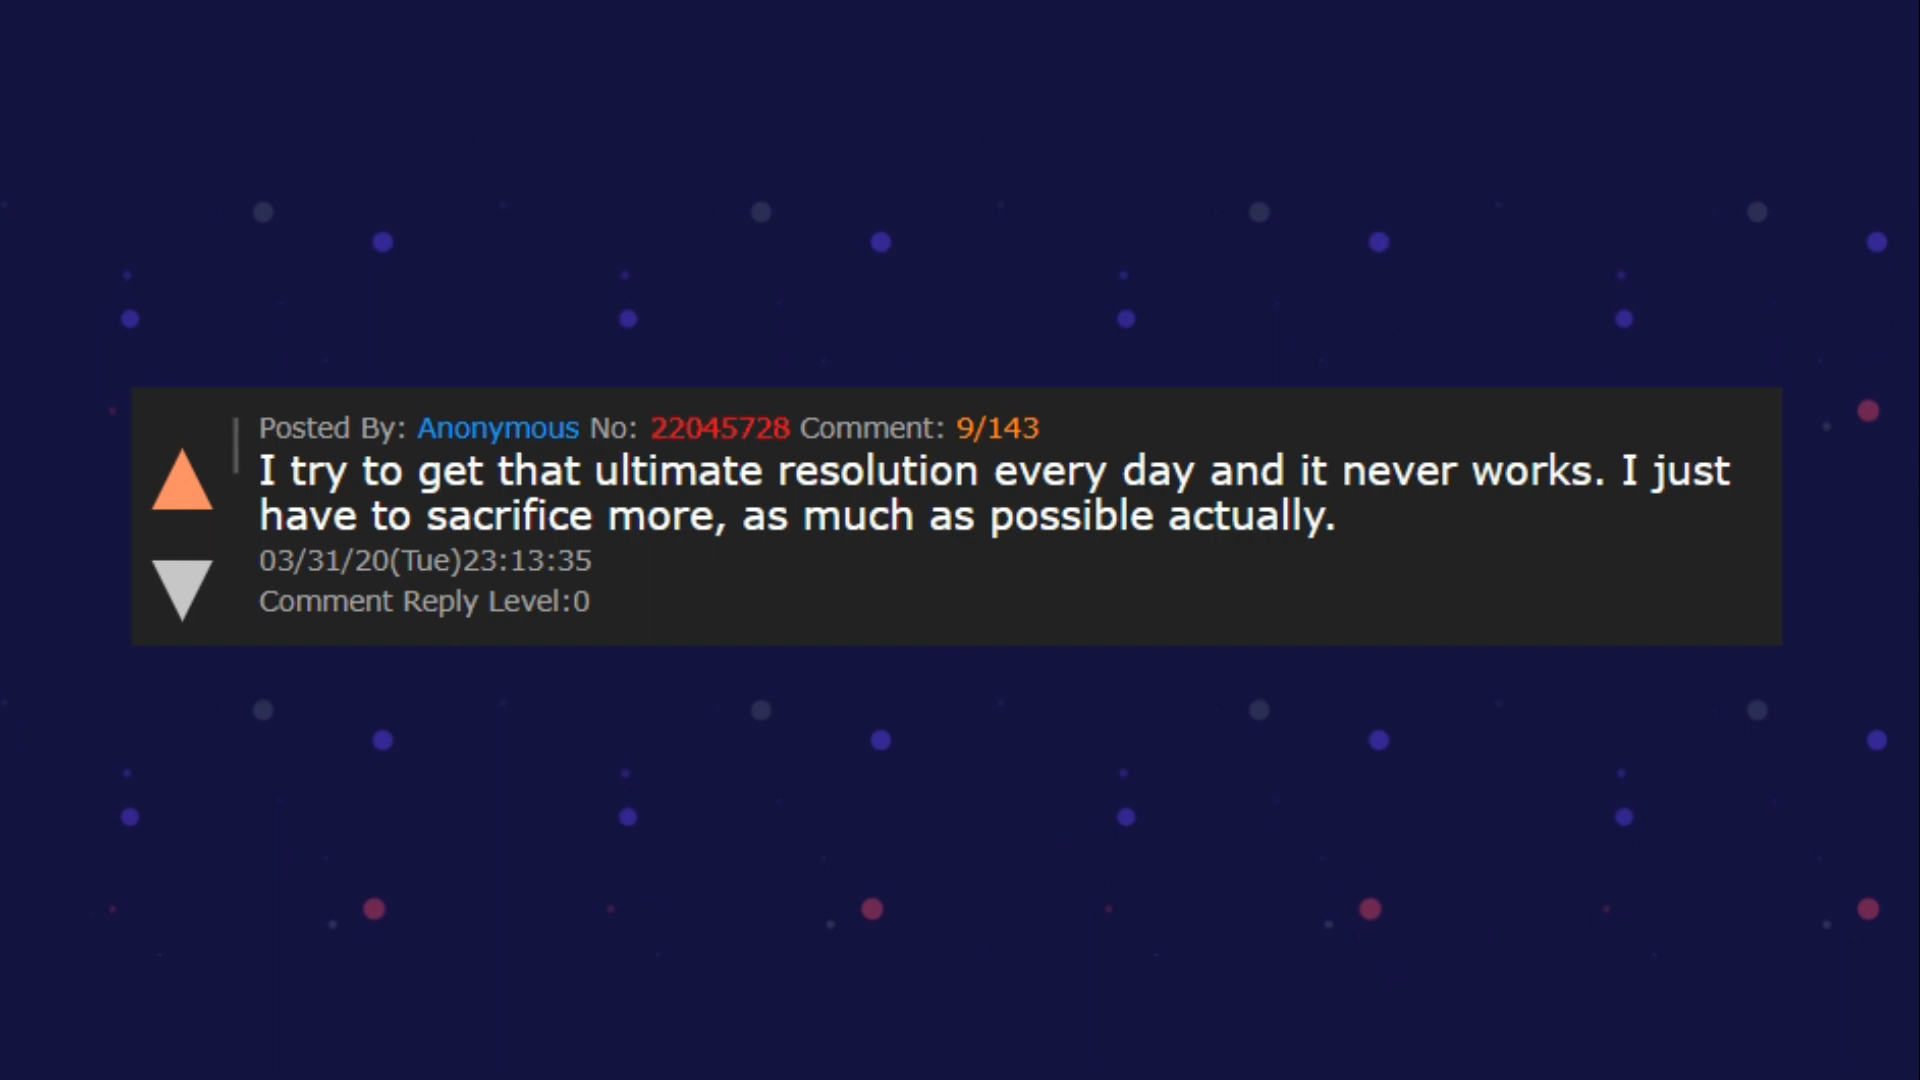 Posted By: Anonymous No: 22045728 Comment: 9/143
I try to get that ultimate resolution every day and it never works. I just
have to sacrifice more, as much as possible actually.
03/31/20(Tue)23:13:35
Comment Reply Level:0